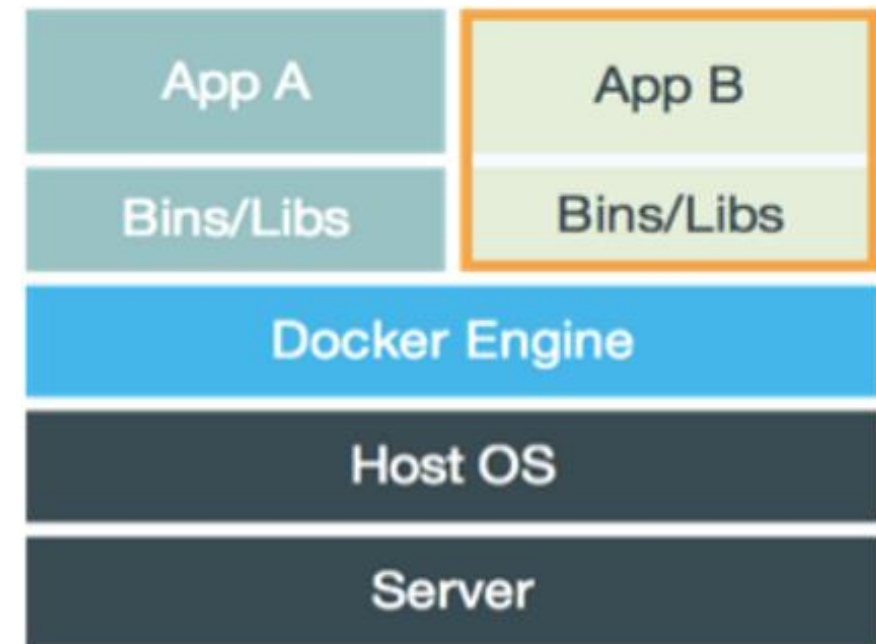 App A
App B
Bins/Libs
Bins/Libs
Docker Engine
Host OS
Server